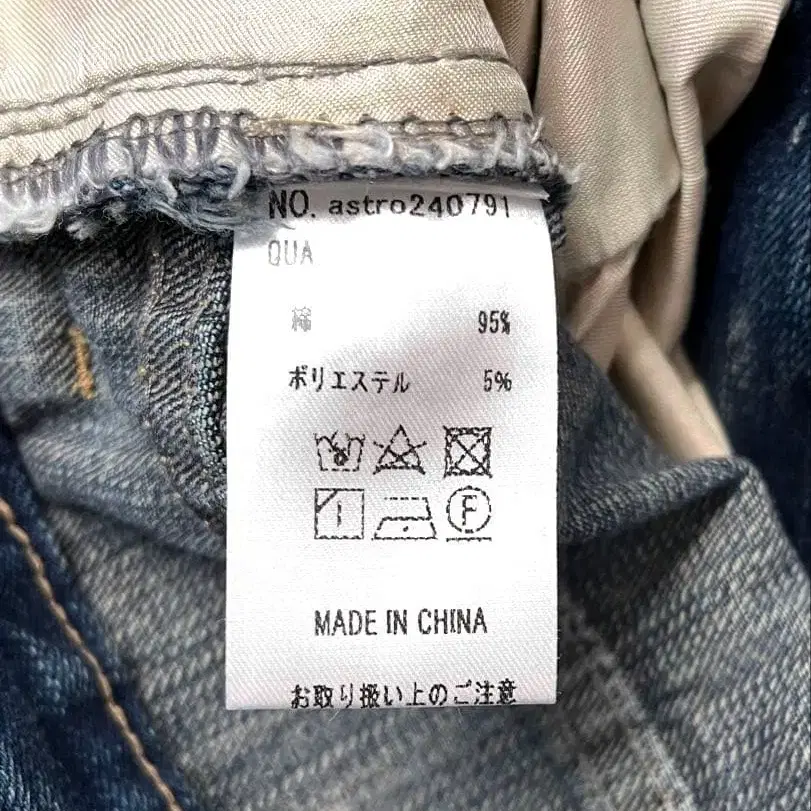 NO. astro240791
QUA
綿 95%
ポリエステル 5%
F
MADE IN CHINA
お取り扱い上のご注意